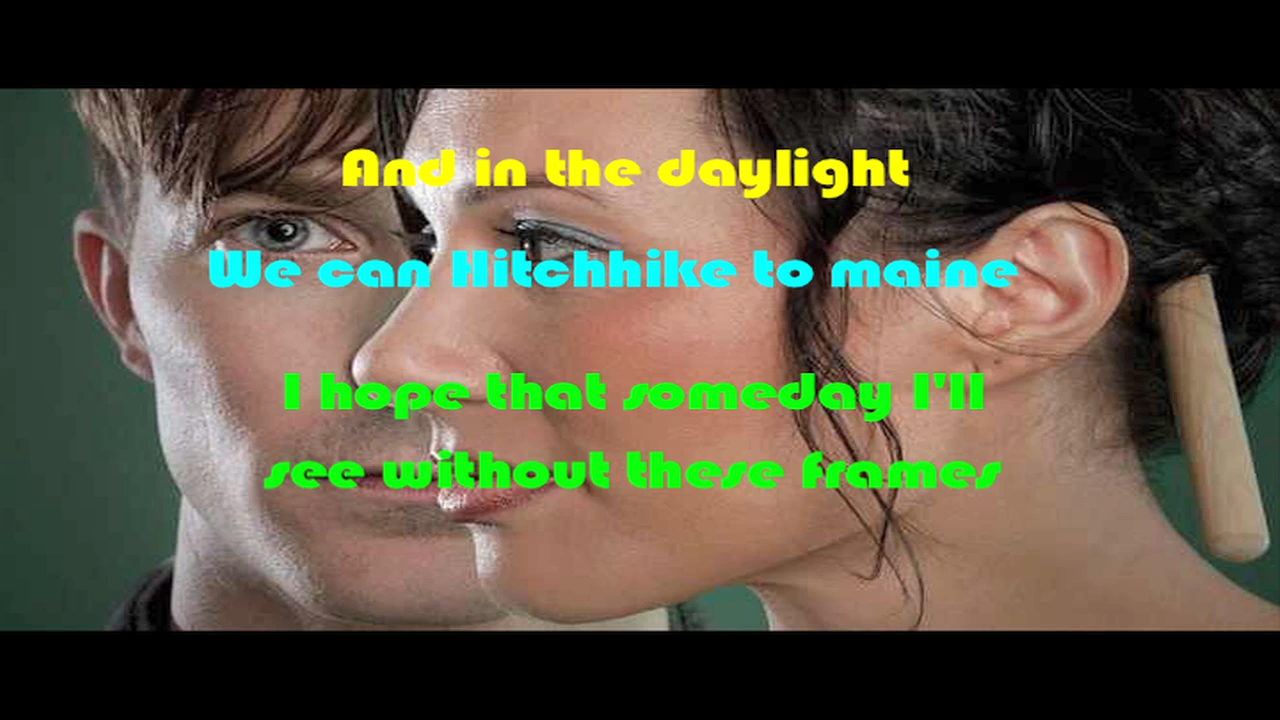 And in the daylight
We can Hitchhike to maine
I hope that someday I'll
see without these frames